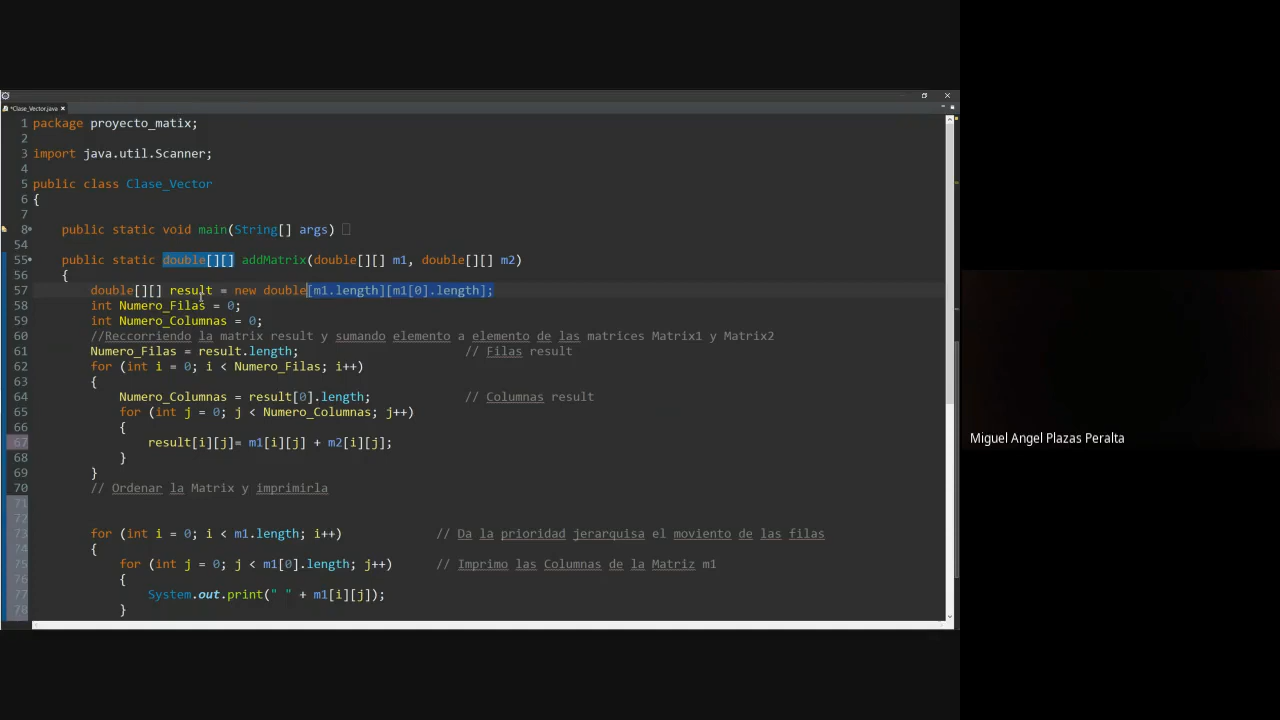 *Clase_Vector.java
1 package proyecto_matix;
2
3 import java.util.Scanner;
4
5 public class Clase_Vector
6 {
7
8 public static void main(String[] args)
54
55 public static double[][] addMatrix(double[][] m1, double[][] m2)
56 {
57 double[][] result = new double[m1.length][m1[0].length];
58 int Numero_Filas = 0;
59 int Numero_Columnas = 0;
60 //Reccorriendo la matrix result y sumando elemento a elemento de las matrices Matrix1 y Matrix2
61 Numero_Filas = result.length; // Filas result
62 for (int i = 0; i < Numero_Filas; i++)
63 {
64 Numero_Columnas = result[0].length; // Columnas result
65 for (int j = 0; j < Numero_Columnas; j++)
66 {
67 result[i][j]= m1[i][j] + m2[i][j];
68 }
69 }
70 // Ordenar la Matrix y imprimirla
71
72
73 for (int i = 0; i < m1.length; i++) // Da la prioridad jerarquisa el moviento de las filas
74 {
75 for (int j = 0; j < m1[0].length; j++) // Imprimo las Columnas de la Matriz m1
76 {
77 System.out.print(" " + m1[i][j]);
78 }
Miguel Angel Plazas Peralta